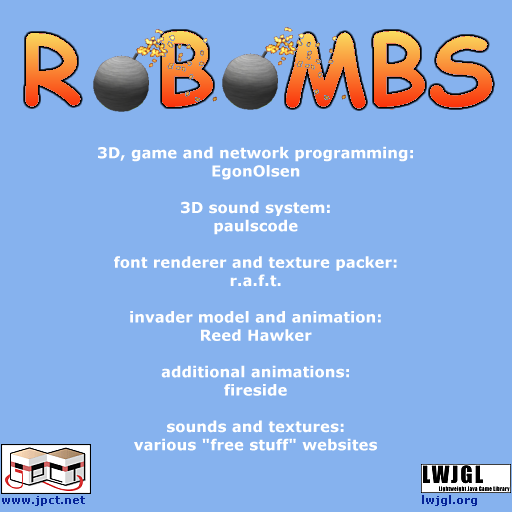 ROBOMBS
3D, game and network programming:
EgonOlsen
3D sound system:
paulscode
font renderer and texture packer:
r.a.f.t.
invader model and animation:
Reed Hawker
additional animations:
fireside
sounds and textures:
various "free stuff" websites
jPCT
www.jpct.net
LWJGL
Lightweight Java Game Library
lwjgl.org